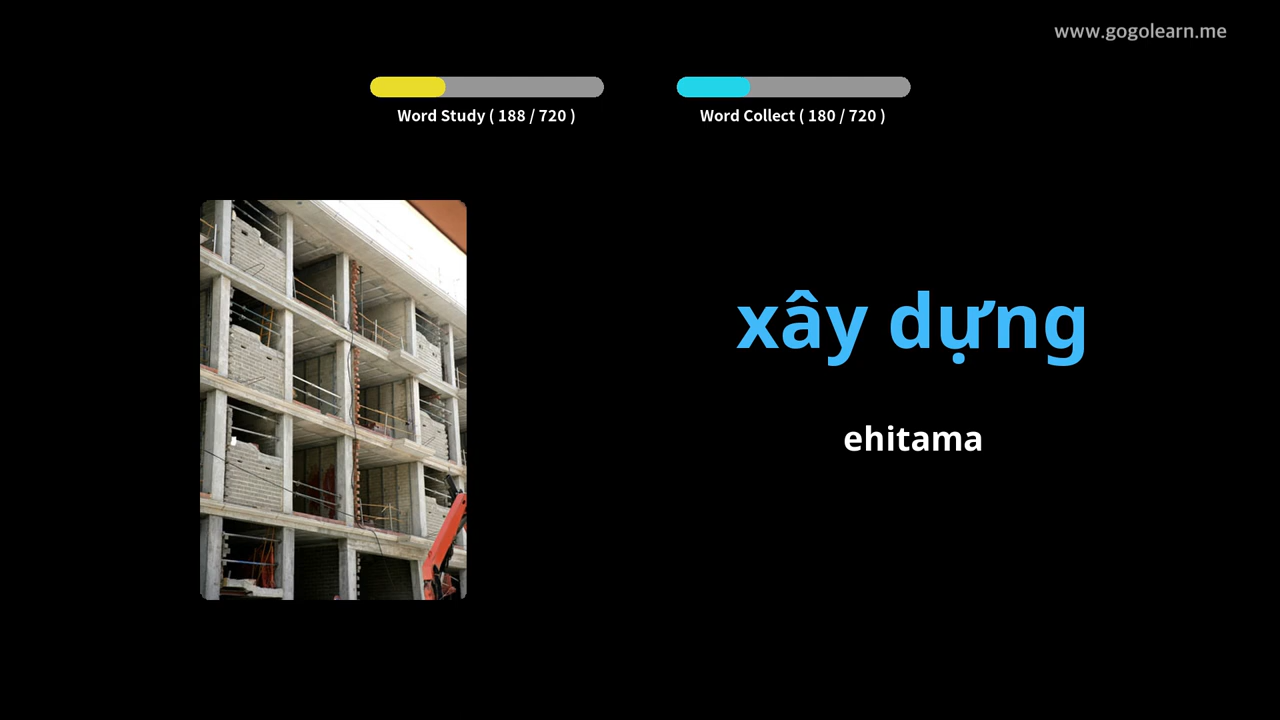 www.gogolearn.me
Word Study ( 188 / 720 )
Word Collect ( 180 / 720 )
xây dựng
ehitama